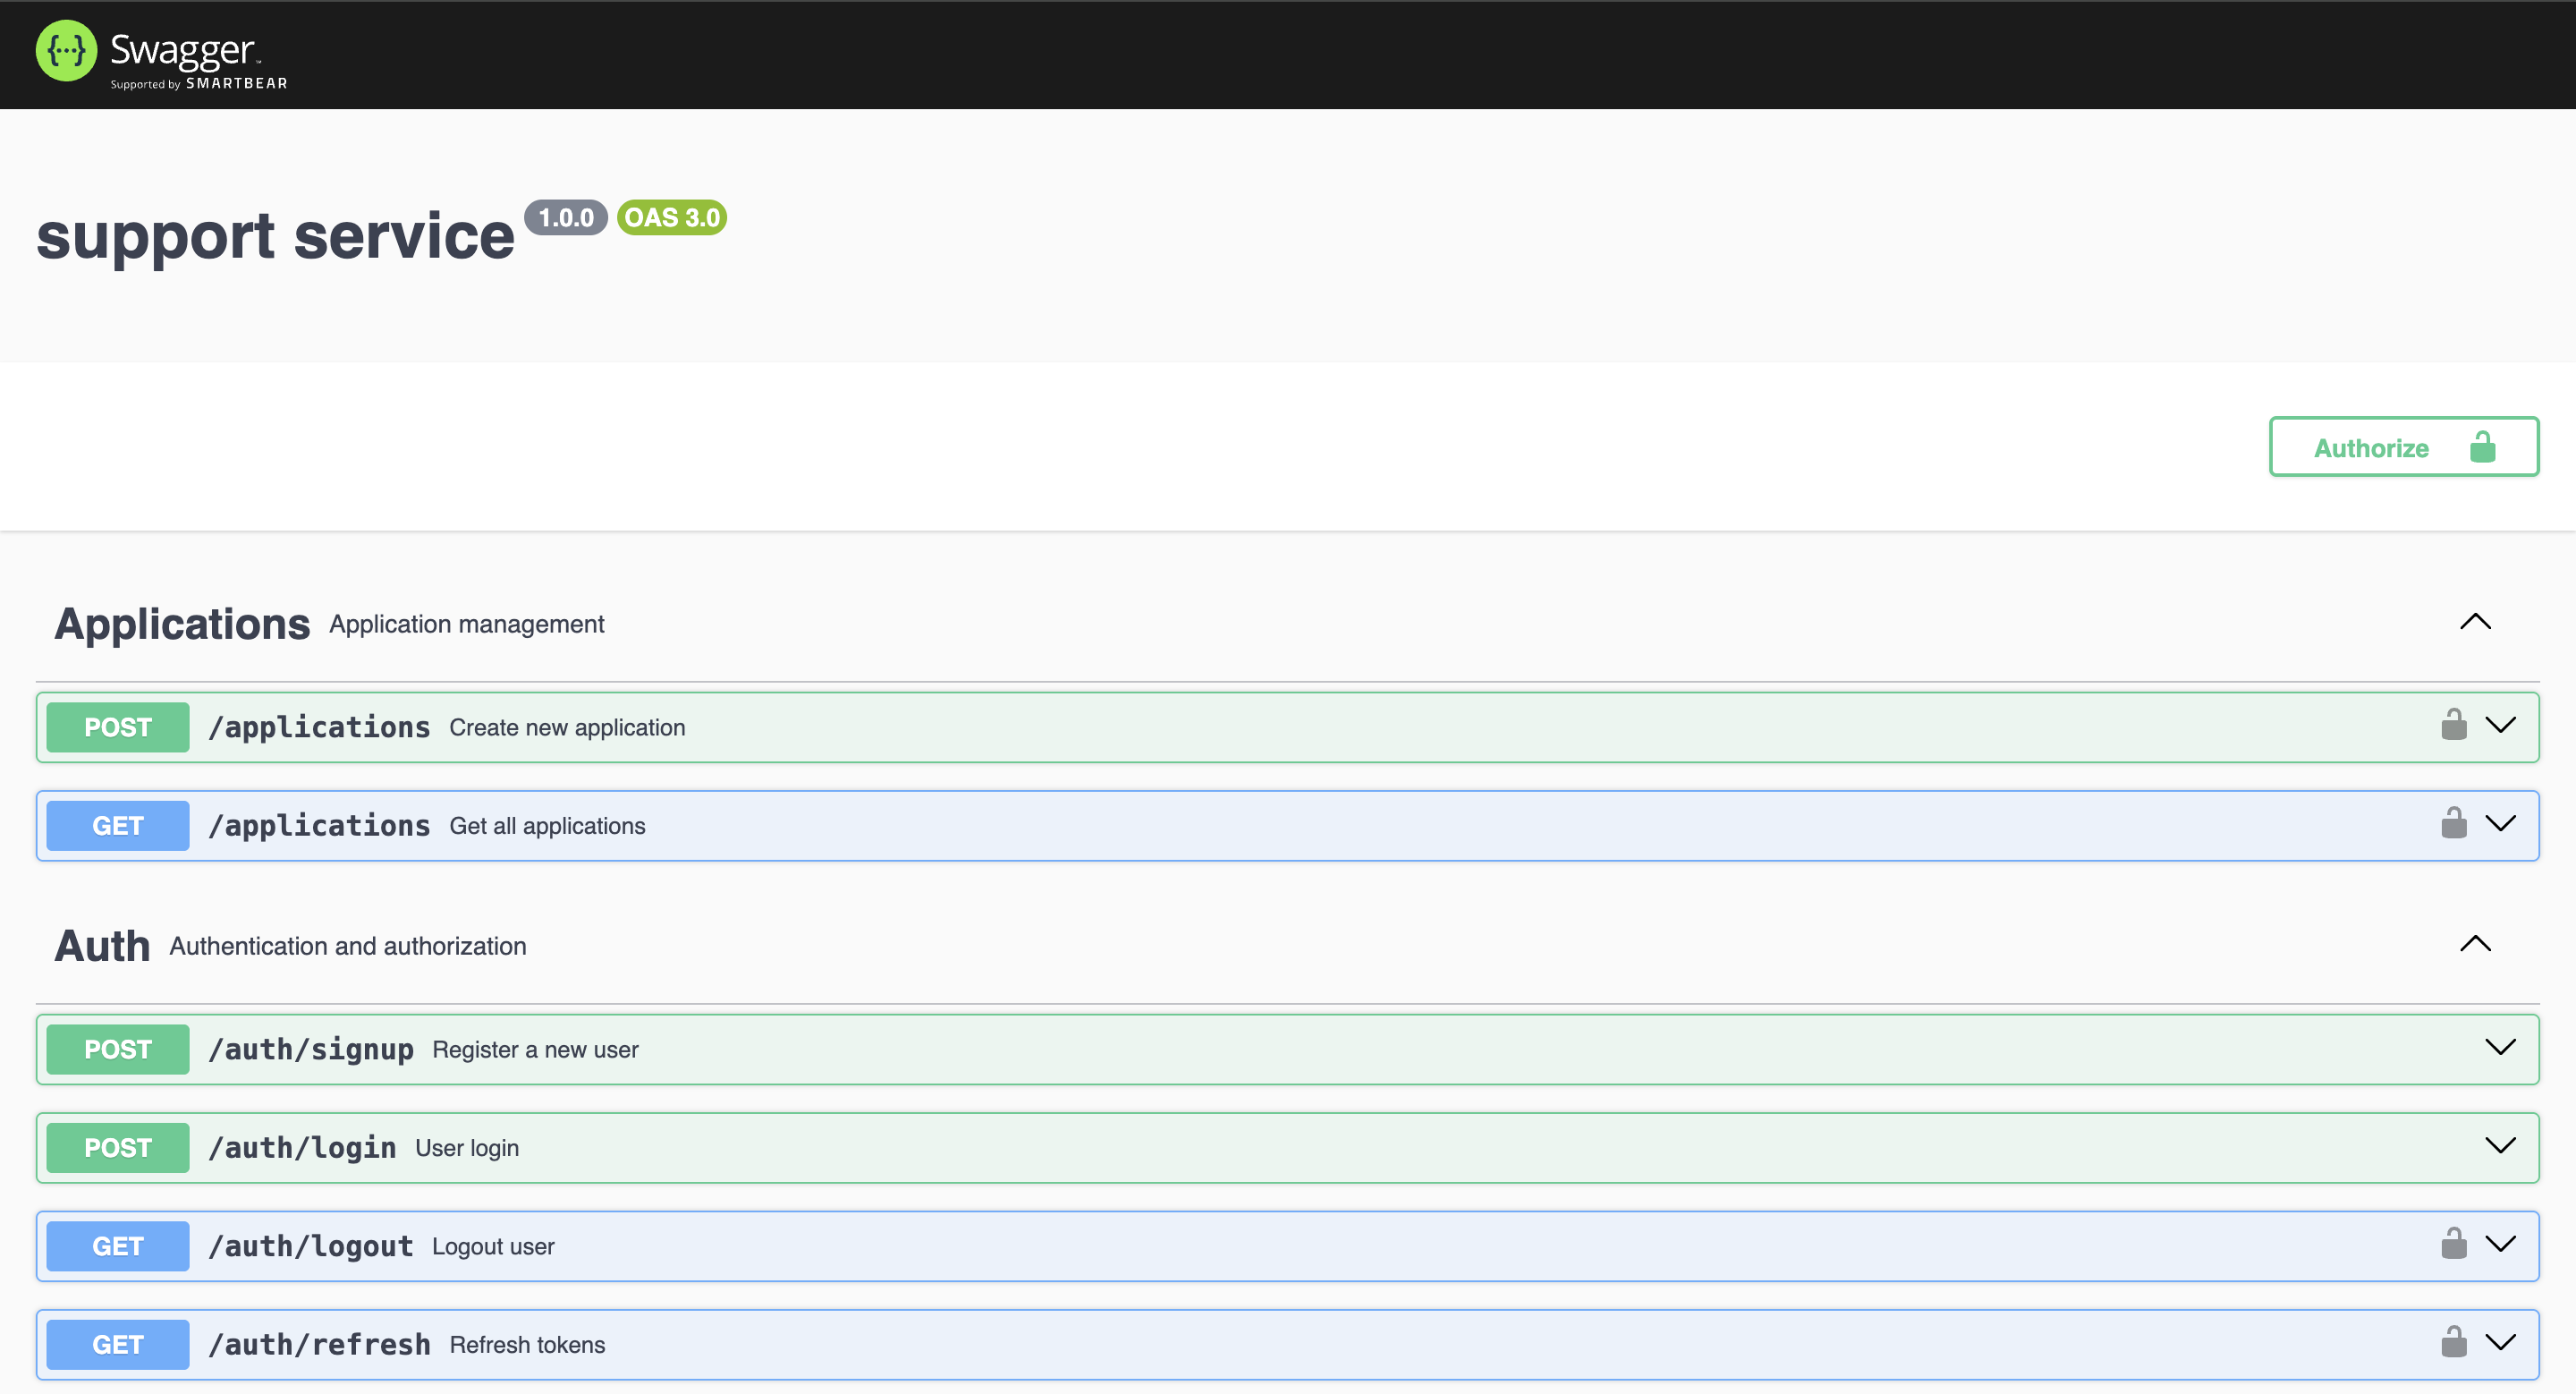 {···} Swagger™
Supported by SMARTBEAR
support service 1.0.0 OAS 3.0
Authorize
Applications Application management
POST /applications Create new application
GET /applications Get all applications
Auth Authentication and authorization
POST /auth/signup Register a new user
POST /auth/login User login
GET /auth/logout Logout user
GET /auth/refresh Refresh tokens